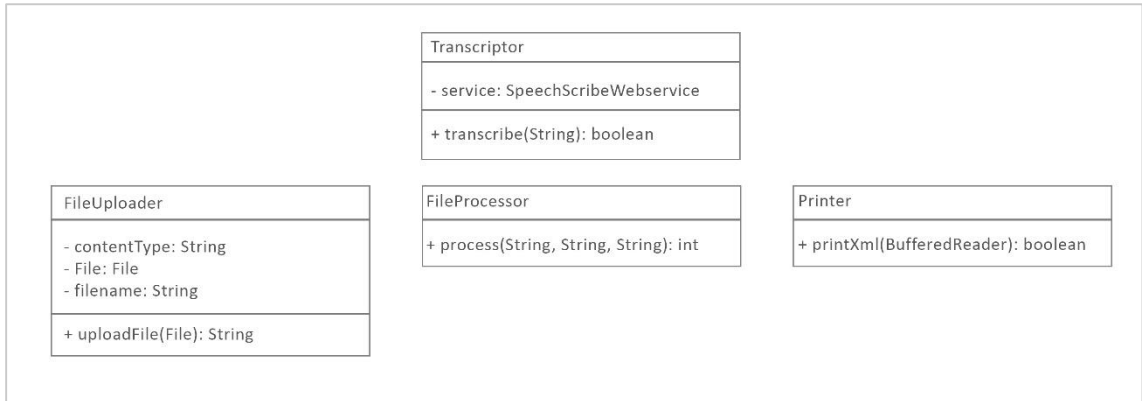 Transcriptor
- service: SpeechScribeWebservice
+ transcribe(String): boolean
FileUploader
- contentType: String
- File: File
- filename: String
+ uploadFile(File): String
FileProcessor
+ process(String, String, String): int
Printer
+ printXml(BufferedReader): boolean